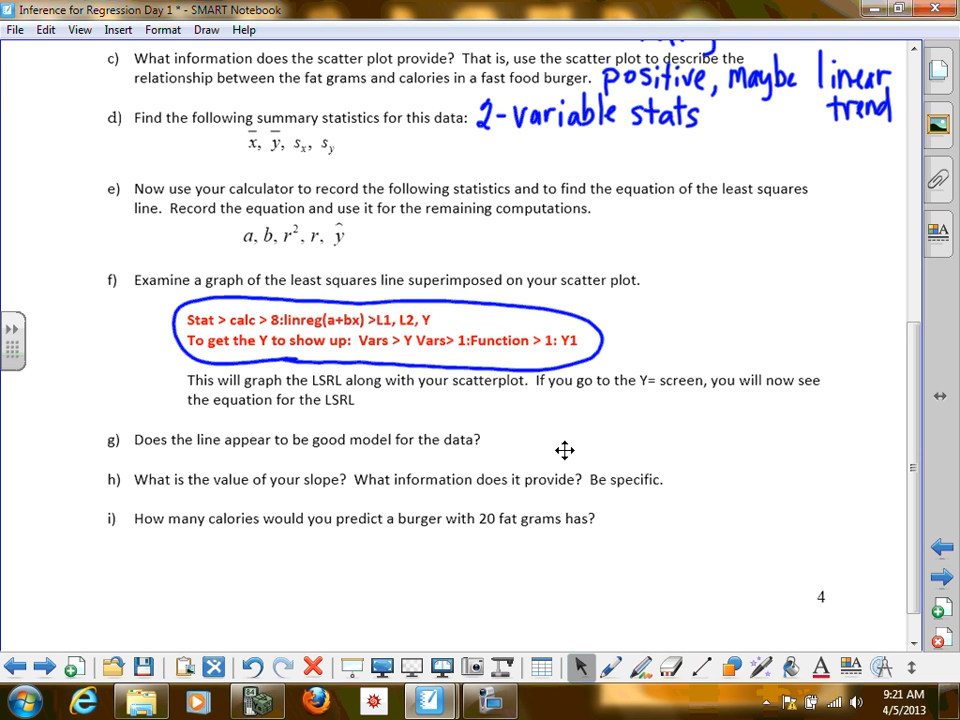 Inference for Regression Day 1 * - SMART Notebook
File Edit View Insert Format Draw Help
c) What information does the scatter plot provide? That is, use the scatter plot to describe the
relationship between the fat grams and calories in a fast food burger. positive, maybe linear
trend
d) Find the following summary statistics for this data: 2-variable stats
x̅, y̅, sₓ, s_y
e) Now use your calculator to record the following statistics and to find the equation of the least squares
line. Record the equation and use it for the remaining computations.
a, b, r², r, ŷ
f) Examine a graph of the least squares line superimposed on your scatter plot.
Stat > calc > 8:linreg(a+bx) >L1, L2, Y
To get the Y to show up: Vars > Y Vars> 1:Function > 1: Y1
This will graph the LSRL along with your scatterplot. If you go to the Y= screen, you will now see
the equation for the LSRL
g) Does the line appear to be good model for the data?
h) What is the value of your slope? What information does it provide? Be specific.
i) How many calories would you predict a burger with 20 fat grams has?
4
9:21 AM
4/5/2013